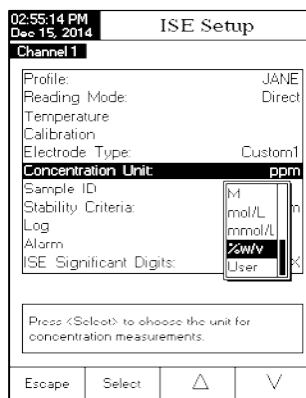 02:55:14 PM
Dec 15, 2014
ISE Setup
Channel 1
Profile: JANE
Reading Mode: Direct
Temperature
Calibration
Electrode Type: Custom1
Concentration Unit: ppm
Sample ID
Stability Criteria: m
Log
Alarm
ISE Significant Digits: X
M
mol/L
mmol/L
%w/v
User
Press <Select> to choose the unit for
concentration measurements.
Escape Select